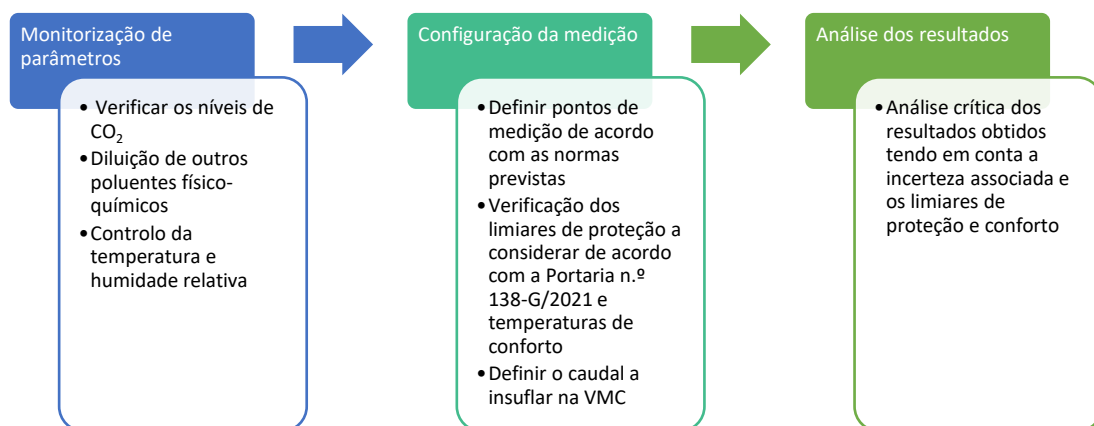 Monitorização de
parâmetros
• Verificar os níveis de
CO₂
•Diluição de outros
poluentes físico-
químicos
•Controlo da
temperatura e
humidade relativa
Configuração da medição
•Definir pontos de
medição de acordo
com as normas
previstas
•Verificação dos
limiares de proteção a
considerar de acordo
com a Portaria n.º
138-G/2021 e
temperaturas de
conforto
•Definir o caudal a
insuflar na VMC
Análise dos resultados
•Análise crítica dos
resultados obtidos
tendo em conta a
incerteza associada e
os limiares de
proteção e conforto